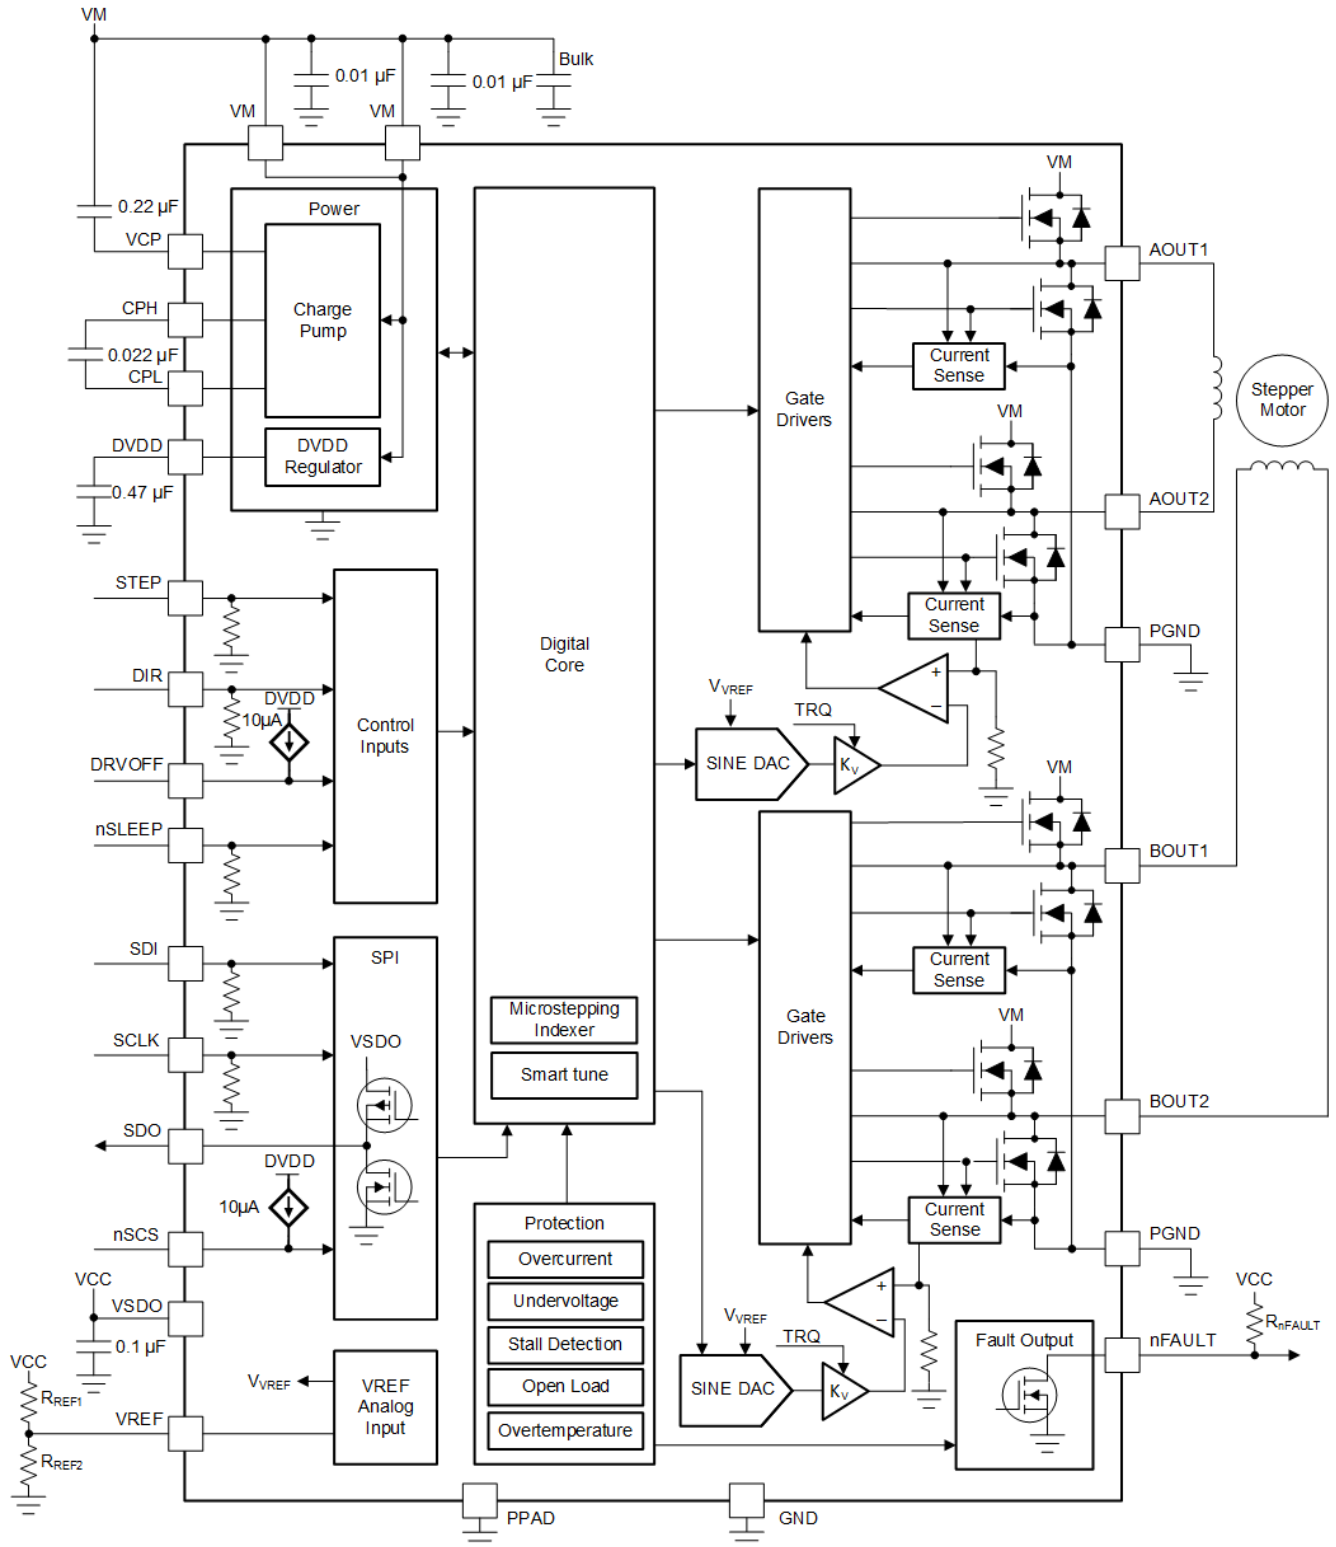 VM
0.01 µF
0.01 µF
Bulk
VM
VM
0.22 µF
VCP
CPH
0.022 µF
CPL
DVDD
0.47 µF
Power
Charge
Pump
DVDD
Regulator
STEP
DIR
DVDD
10µA
DRVOFF
nSLEEP
Control
Inputs
SDI
SCLK
SDO
DVDD
10µA
nSCS
SPI
VSDO
VCC
VSDO
0.1 µF
VCC
RREF1
VREF
RREF2
VVREF
VREF
Analog
Input
Digital
Core
Microstepping
Indexer
Smart tune
Protection
Overcurrent
Undervoltage
Stall Detection
Open Load
Overtemperature
PPAD
GND
Gate
Drivers
VM
AOUT1
Current
Sense
VM
AOUT2
Current
Sense
PGND
Stepper
Motor
VVREF
TRQ
SINE DAC
KV
+
−
Gate
Drivers
VM
BOUT1
Current
Sense
VM
BOUT2
Current
Sense
PGND
VVREF
TRQ
SINE DAC
KV
+
−
Fault Output
nFAULT
VCC
RnFAULT